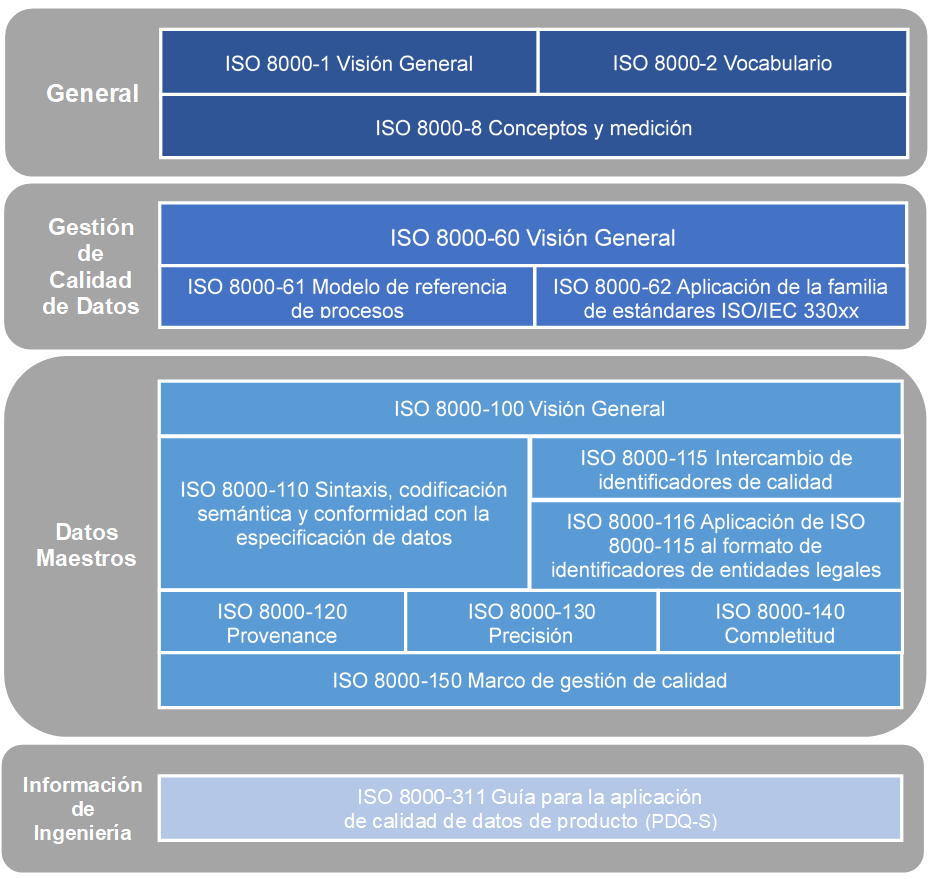 General
ISO 8000-1 Visión General
ISO 8000-2 Vocabulario
ISO 8000-8 Conceptos y medición
Gestión
de
Calidad
de Datos
ISO 8000-60 Visión General
ISO 8000-61 Modelo de referencia
de procesos
ISO 8000-62 Aplicación de la familia
de estándares ISO/IEC 330xx
Datos
Maestros
ISO 8000-100 Visión General
ISO 8000-110 Sintaxis, codificación
semántica y conformidad con la
especificación de datos
ISO 8000-115 Intercambio de
identificadores de calidad
ISO 8000-116 Aplicación de ISO
8000-115 al formato de
identificadores de entidades legales
ISO 8000-120
Provenance
ISO 8000-130
Precisión
ISO 8000-140
Completitud
ISO 8000-150 Marco de gestión de calidad
Información
de
Ingeniería
ISO 8000-311 Guía para la aplicación
de calidad de datos de producto (PDQ-S)